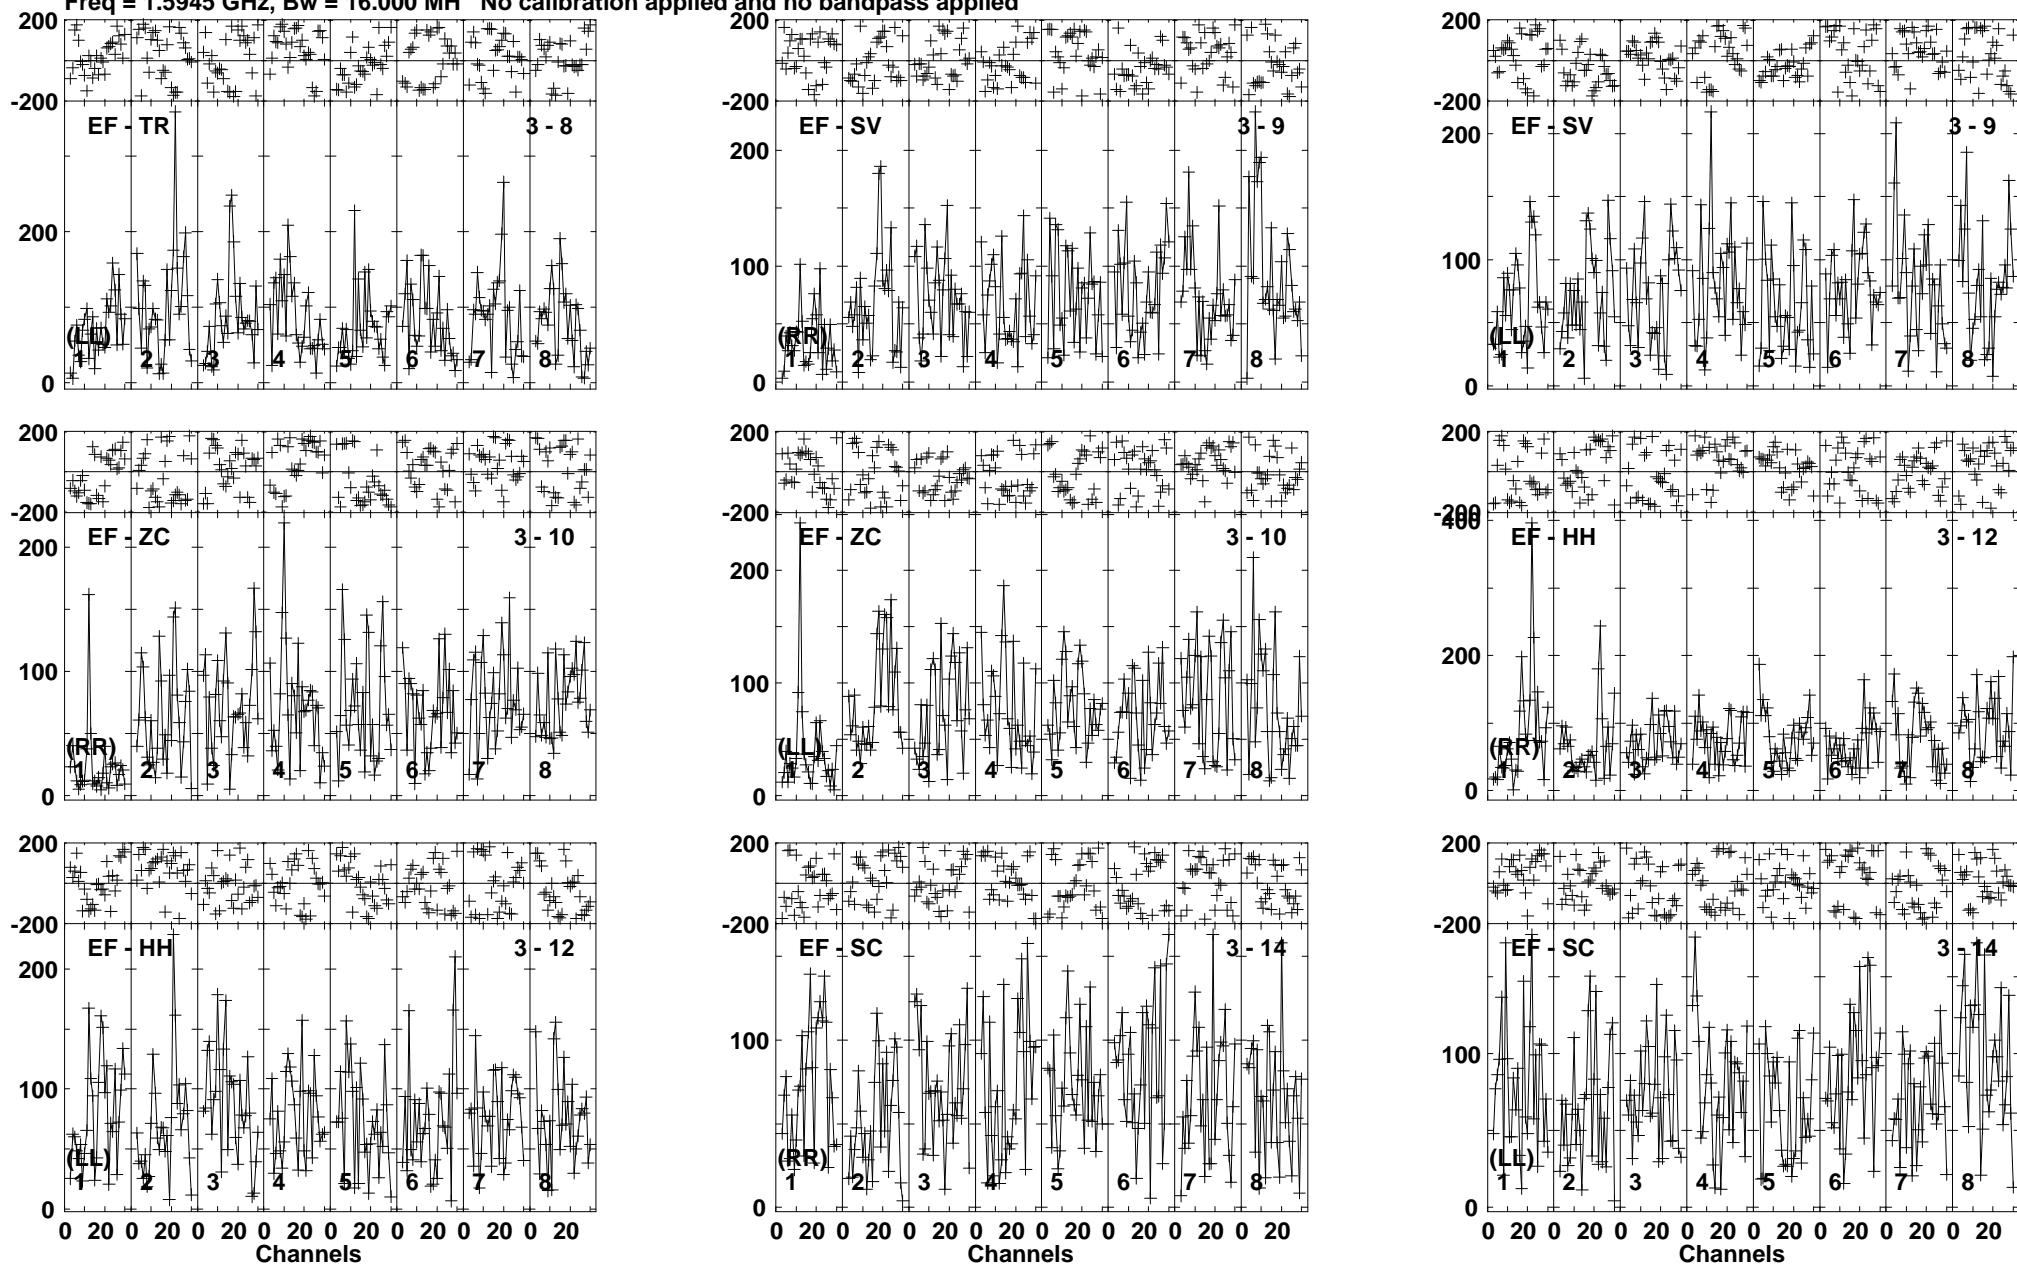 Freq = 1.5945 GHz, Bw = 16.000 MH No calibration applied and no bandpass applied
200 200 200
-200 -200 -200
EF - TR 3 - 8 EF - SV 3 - 9 EF - SV 3 - 9
200 200 200
100 100
(LL) (RR) (LL)
1 2 3 4 5 6 7 8 1 2 3 4 5 6 7 8 1 2 3 4 5 6 7 8
0 0 0
200 200 200
-200 -200 -200
400
EF - ZC 3 - 10 EF - ZC 3 - 10 EF - HH 3 - 12
200 200 200
100 100
(RR) (LL) (RR)
1 2 3 4 5 6 7 8 1 2 3 4 5 6 7 8 1 2 3 4 5 6 7 8
0 0 0
200 200 200
-200 -200 -200
EF - HH 3 - 12 EF - SC 3 - 14 EF - SC 3 - 14
200
100 100 100
(LL) (RR) (LL)
1 2 3 4 5 6 7 8 1 2 3 4 5 6 7 8 1 2 3 4 5 6 7 8
0 0 0
0 20 0 20 0 20 0 20 0 20 0 20 0 20 0 20 0 20 0 20 0 20 0 20 0 20 0 20 0 20 0 20 0 20 0 20 0 20 0 20 0 20 0 20 0 20 0 20
Channels Channels Channels